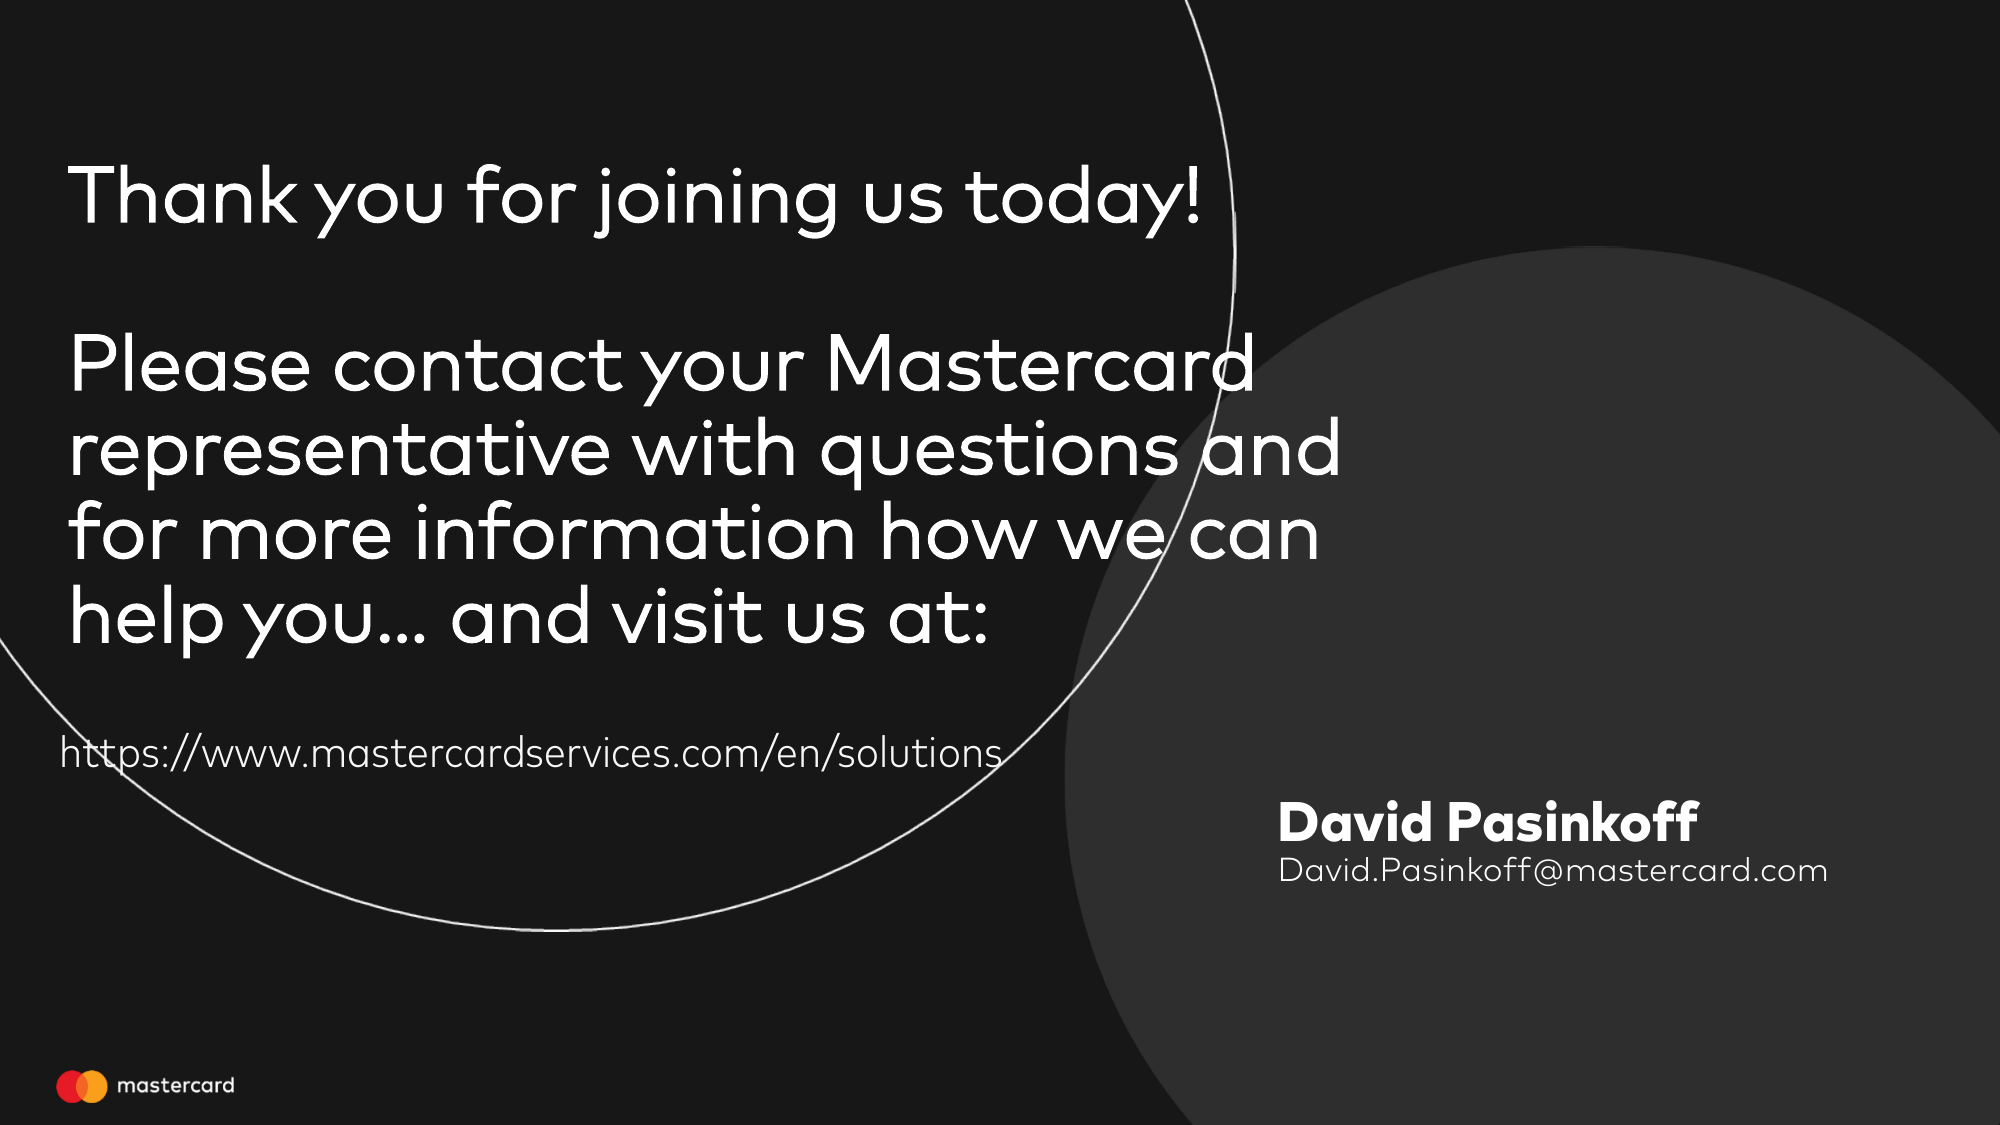 Thank you for joining us today!
Please contact your Mastercard
representative with questions and
for more information how we can
help you... and visit us at:
https://www.mastercardservices.com/en/solutions
David Pasinkoff
David.Pasinkoff@mastercard.com
mastercard